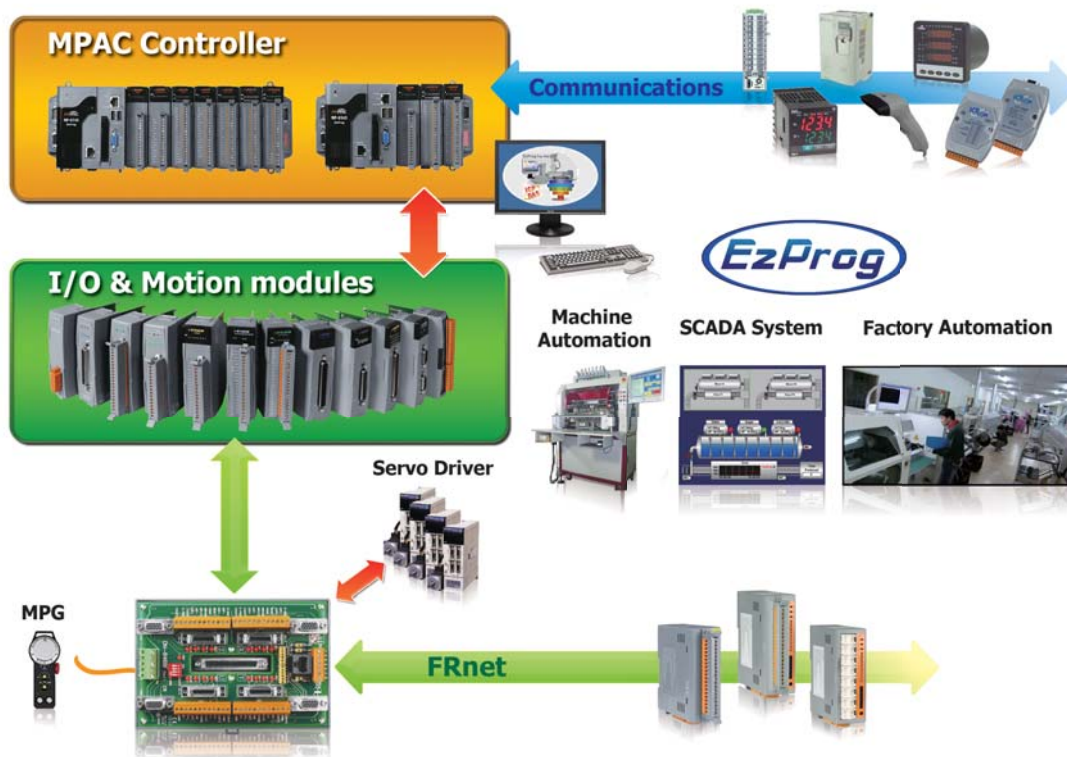 MPAC Controller
Communications
I/O & Motion modules
EzProg
Machine
Automation
SCADA System
Factory Automation
Servo Driver
MPG
FRnet